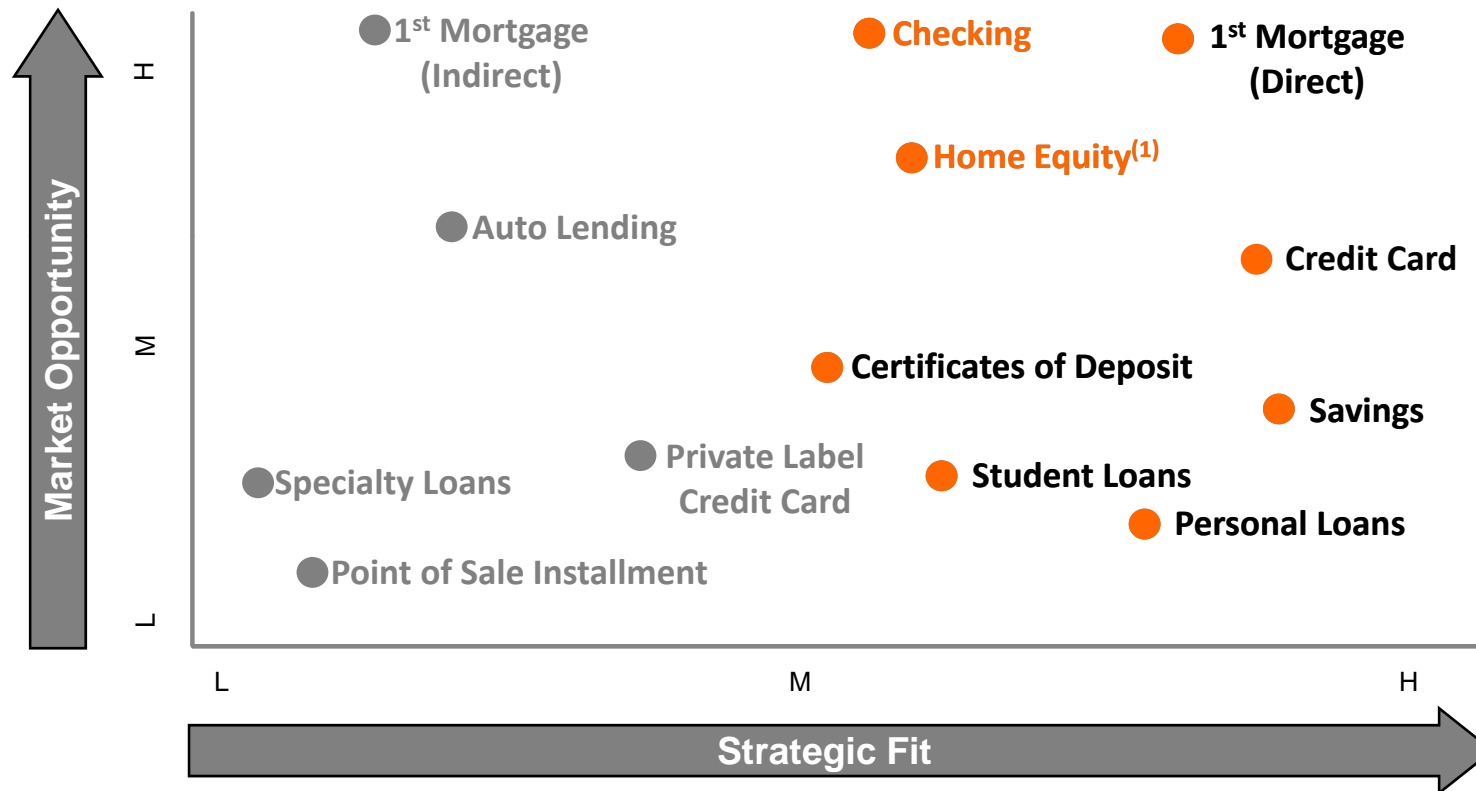 1st Mortgage
(Indirect)
Checking
1st Mortgage
(Direct)
Home Equity(1)
Auto Lending
Credit Card
Certificates of Deposit
Savings
Private Label
Credit Card
Specialty Loans
Student Loans
Personal Loans
Point of Sale Installment
Market Opportunity
H
M
L
L
M
H
Strategic Fit